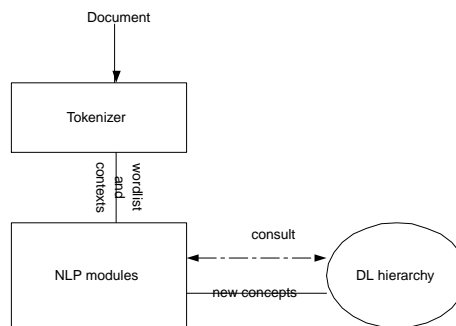 Document
Tokenizer
wordlist
and
contexts
consult
NLP modules
DL hierarchy
new concepts